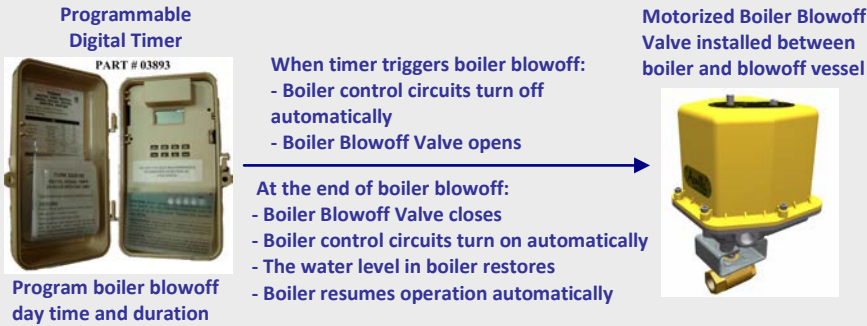 Programmable
Digital Timer
PART # 03893
Program boiler blowoff
day time and duration
When timer triggers boiler blowoff:
- Boiler control circuits turn off
automatically
- Boiler Blowoff Valve opens
At the end of boiler blowoff:
- Boiler Blowoff Valve closes
- Boiler control circuits turn on automatically
- The water level in boiler restores
- Boiler resumes operation automatically
Motorized Boiler Blowoff
Valve installed between
boiler and blowoff vessel